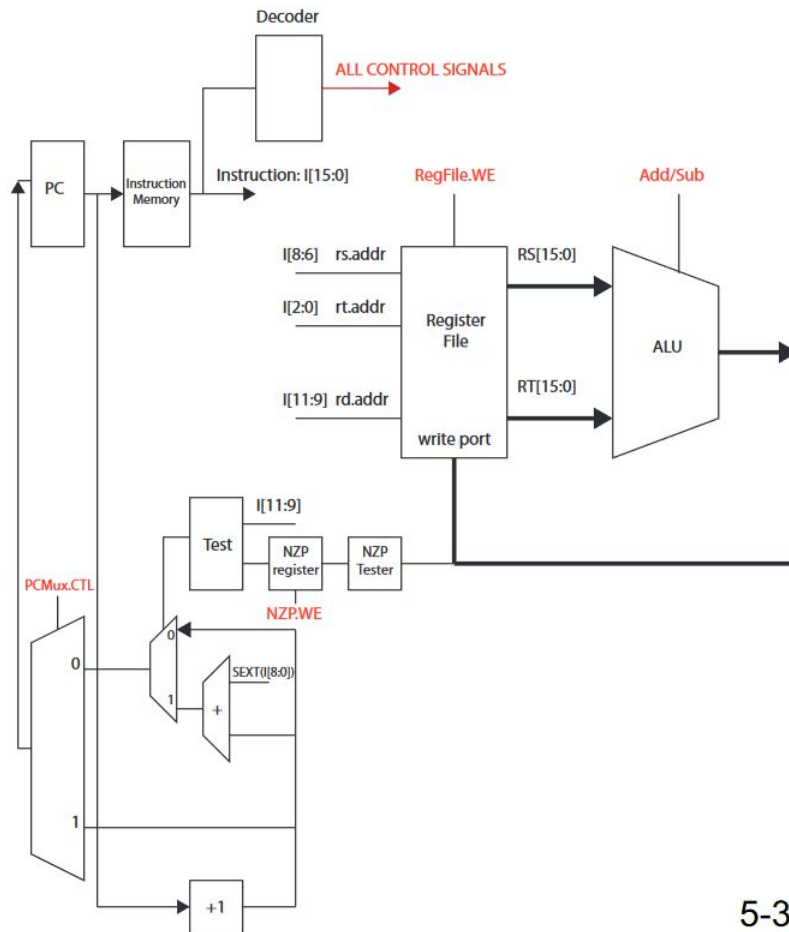 Decoder
ALL CONTROL SIGNALS
PC
Instruction
Memory
Instruction: I[15:0]
RegFile.WE
Add/Sub
I[8:6] rs.addr
RS[15:0]
I[2:0] rt.addr
Register
File
ALU
RT[15:0]
I[11:9] rd.addr
write port
I[11:9]
Test
NZP
register
NZP
Tester
PCMux.CTL
NZP.WE
0
0
SEXT(I[8:0])
1
+
1
+1
5-3